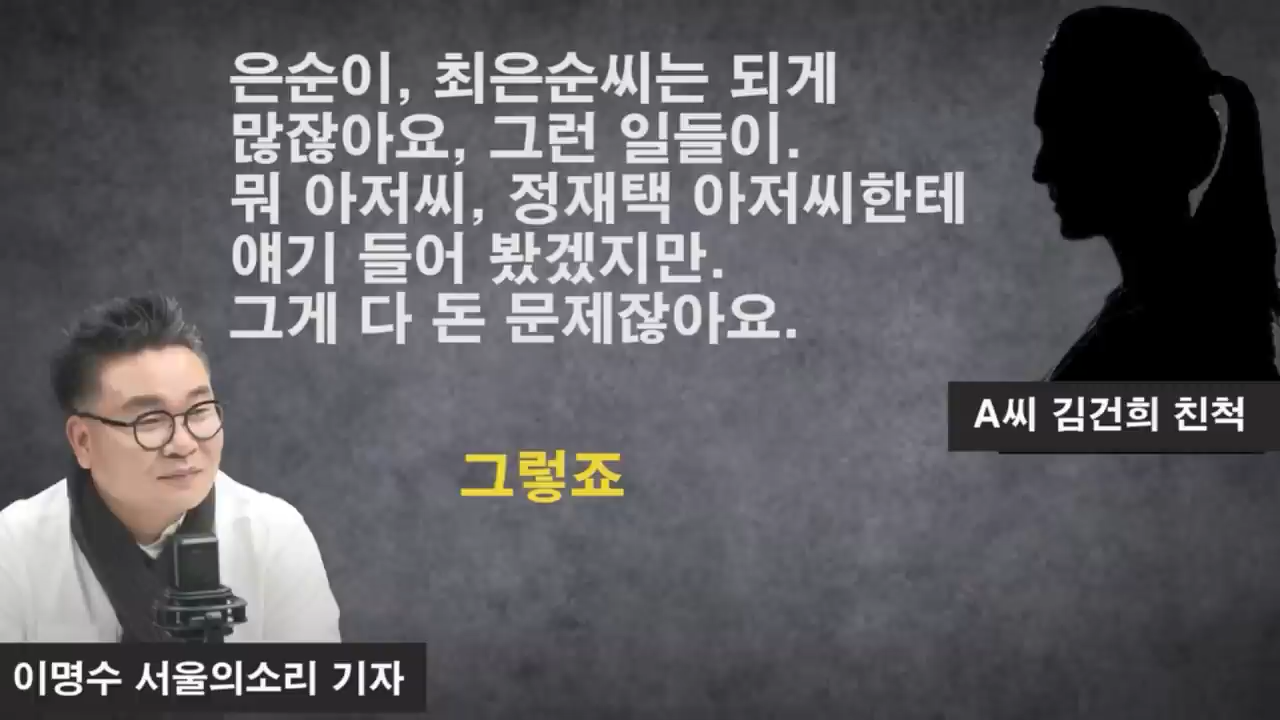 은순이, 최은순씨는 되게
많잖아요, 그런 일들이.
뭐 아저씨, 정재택 아저씨한테
얘기 들어 봤겠지만.
그게 다 돈 문제잖아요.
A씨 김건희 친척
그렇죠
이명수 서울의소리 기자